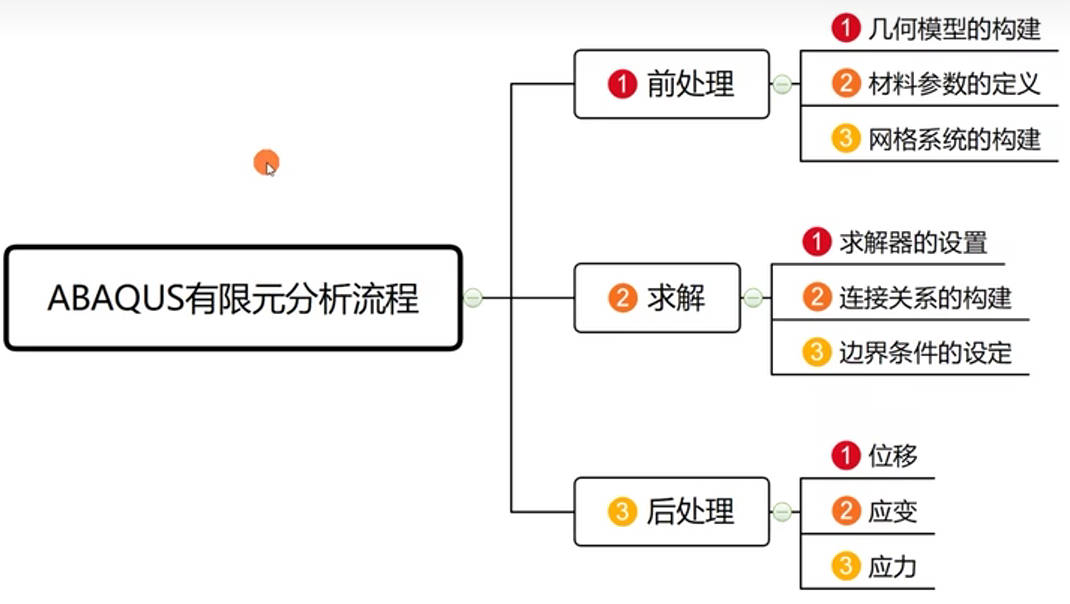 ABAQUS有限元分析流程
1 前处理
1 几何模型的构建
2 材料参数的定义
3 网格系统的构建
2 求解
1 求解器的设置
2 连接关系的构建
3 边界条件的设定
3 后处理
1 位移
2 应变
3 应力